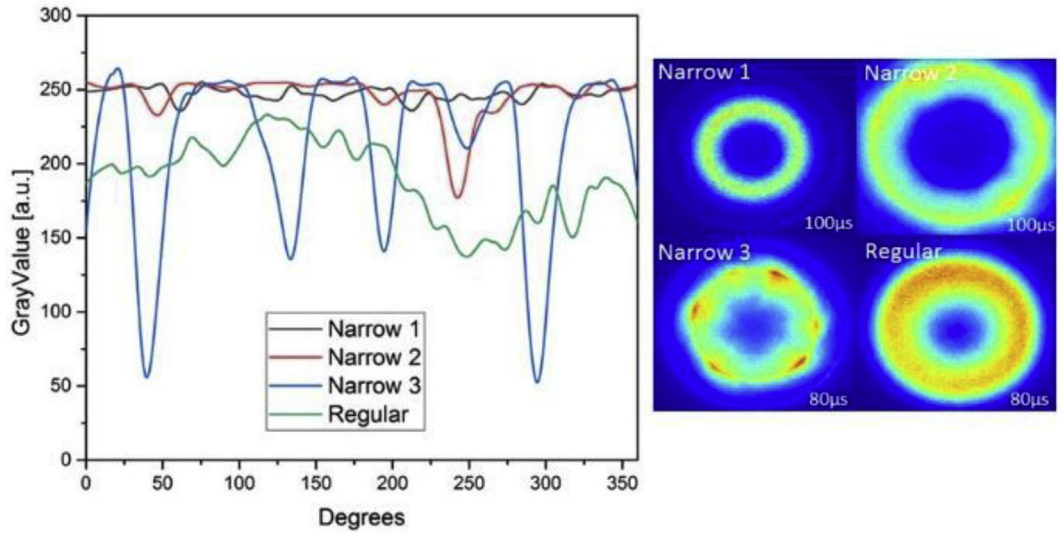 GrayValue [a.u.]
300
250
200
150
100
50
0
Narrow 1
Narrow 2
Narrow 3
Regular
0 50 100 150 200 250 300 350
Degrees
Narrow 1
100µs
Narrow 2
100µs
Narrow 3
80µs
Regular
80µs